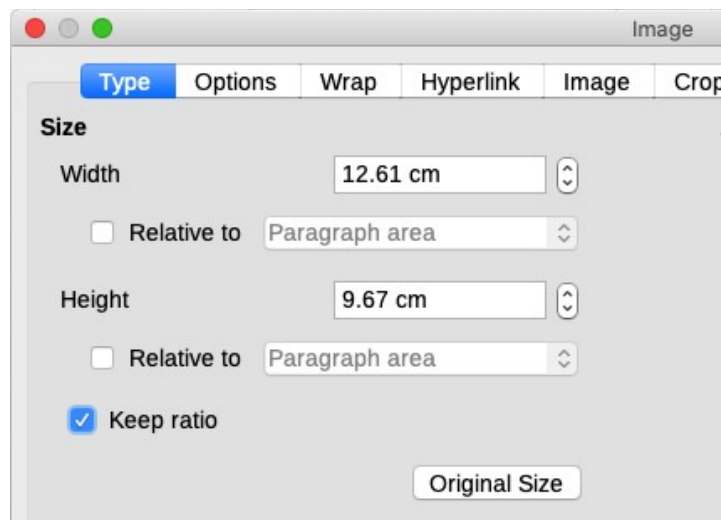 Image
Type Options Wrap Hyperlink Image Crop
Size
Width 12.61 cm
Relative to Paragraph area
Height 9.67 cm
Relative to Paragraph area
Keep ratio
Original Size